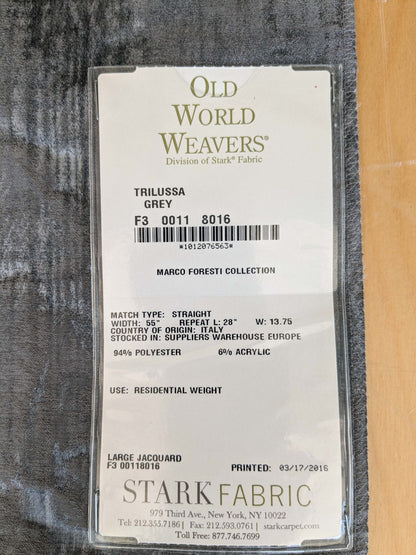 OLD
WORLD
WEAVERS®
Division of Stark® Fabric
TRILUSSA
GREY
F3 0011 8016
*1012076563*
MARCO FORESTI COLLECTION
MATCH TYPE: STRAIGHT
WIDTH: 55" REPEAT L: 28" W: 13.75
COUNTRY OF ORIGIN: ITALY
STOCKED IN: SUPPLIERS WAREHOUSE EUROPE
94% POLYESTER 6% ACRYLIC
USE: RESIDENTIAL WEIGHT
LARGE JACQUARD
F3 00118016 PRINTED: 03/17/2016
STARK FABRIC
979 Third Ave., New York, NY 10022
Tel: 212.355.7186 | Fax: 212.593.0761 | starkcarpet.com
Toll Free: 877.746.7699